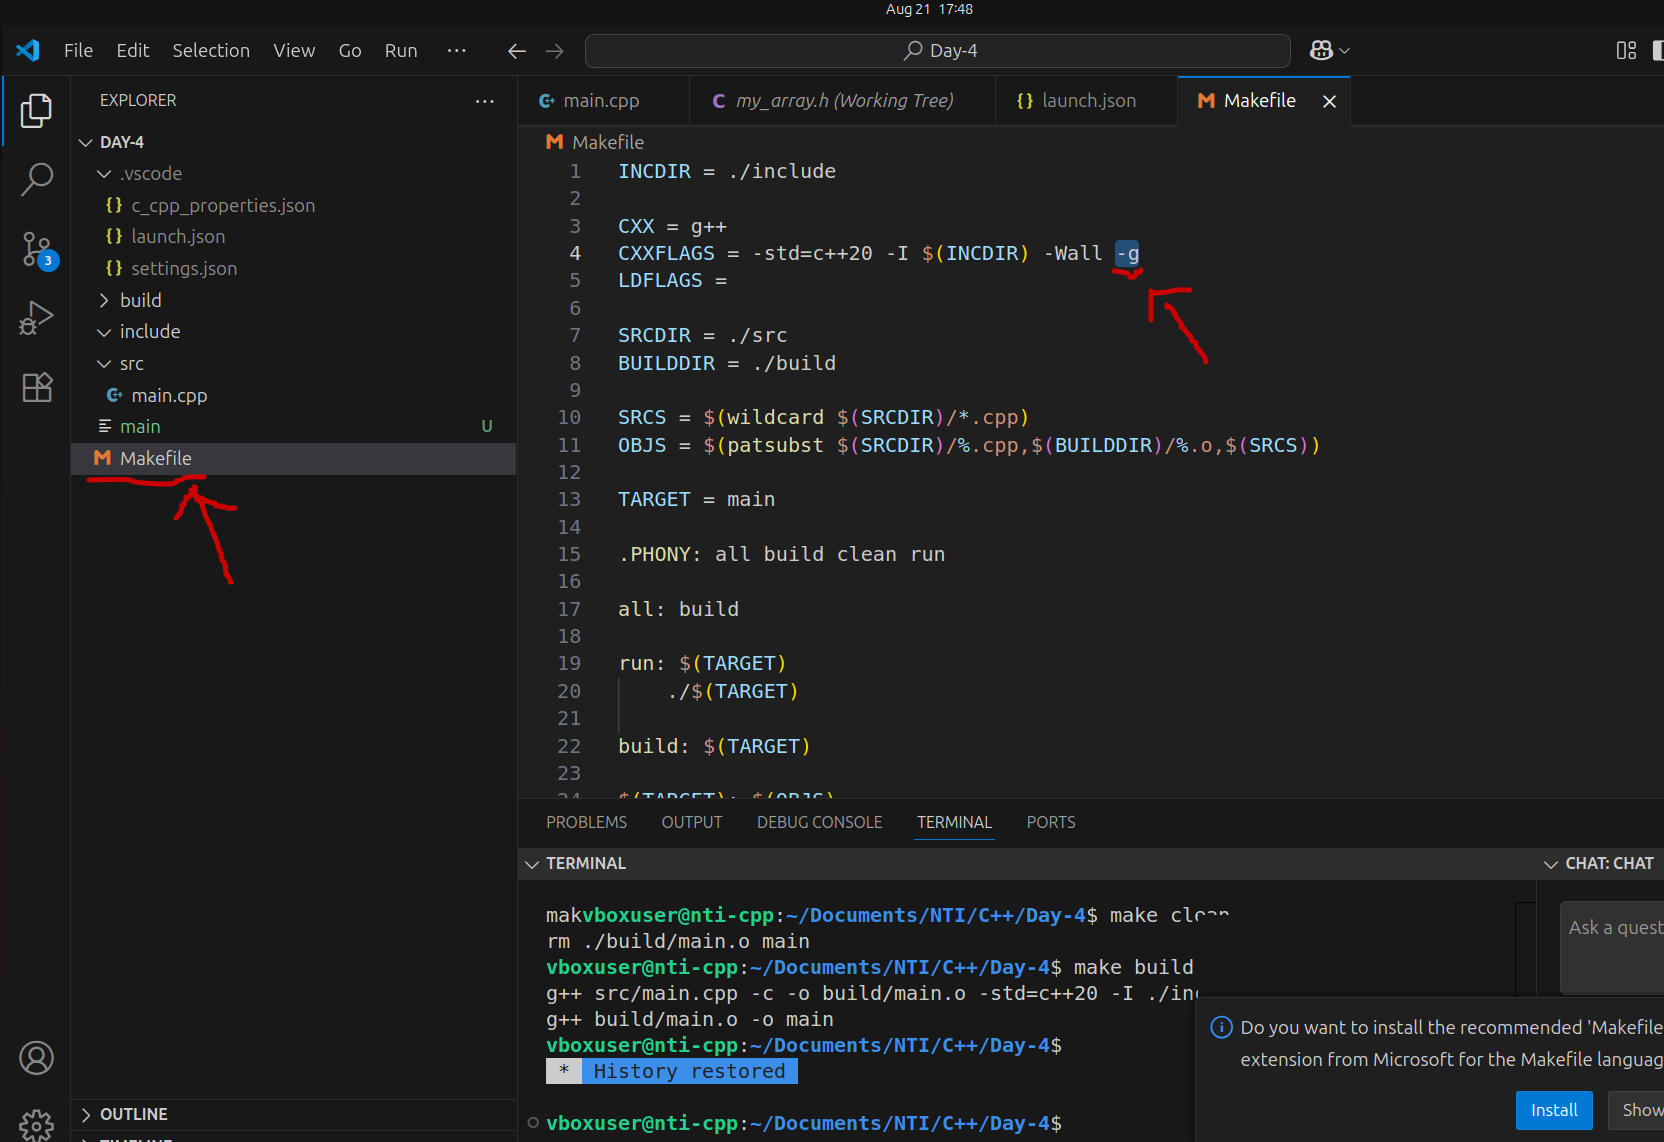 Aug 21 17:48
File Edit Selection View Go Run ··· Day-4
EXPLORER ···
DAY-4
.vscode
{} c_cpp_properties.json
{} launch.json
{} settings.json
build
include
src
main.cpp
main U
Makefile
3
OUTLINE
TIMELINE
main.cpp my_array.h (Working Tree) {} launch.json Makefile
Makefile
1 INCDIR = ./include
2
3 CXX = g++
4 CXXFLAGS = -std=c++20 -I $(INCDIR) -Wall -g
5 LDFLAGS =
6
7 SRCDIR = ./src
8 BUILDDIR = ./build
9
10 SRCS = $(wildcard $(SRCDIR)/*.cpp)
11 OBJS = $(patsubst $(SRCDIR)/%.cpp,$(BUILDDIR)/%.o,$(SRCS))
12
13 TARGET = main
14
15 .PHONY: all build clean run
16
17 all: build
18
19 run: $(TARGET)
20 ./$(TARGET)
21
22 build: $(TARGET)
23
24 $(TARGET): $(OBJS)
PROBLEMS OUTPUT DEBUG CONSOLE TERMINAL PORTS
TERMINAL
makvboxuser@nti-cpp:~/Documents/NTI/C++/Day-4$ make clean
rm ./build/main.o main
vboxuser@nti-cpp:~/Documents/NTI/C++/Day-4$ make build
g++ src/main.cpp -c -o build/main.o -std=c++20 -I ./inc
g++ build/main.o -o main
vboxuser@nti-cpp:~/Documents/NTI/C++/Day-4$
* History restored
vboxuser@nti-cpp:~/Documents/NTI/C++/Day-4$
CHAT: CHAT
Ask a quest
Do you want to install the recommended 'Makefile
extension from Microsoft for the Makefile languag
Install Show